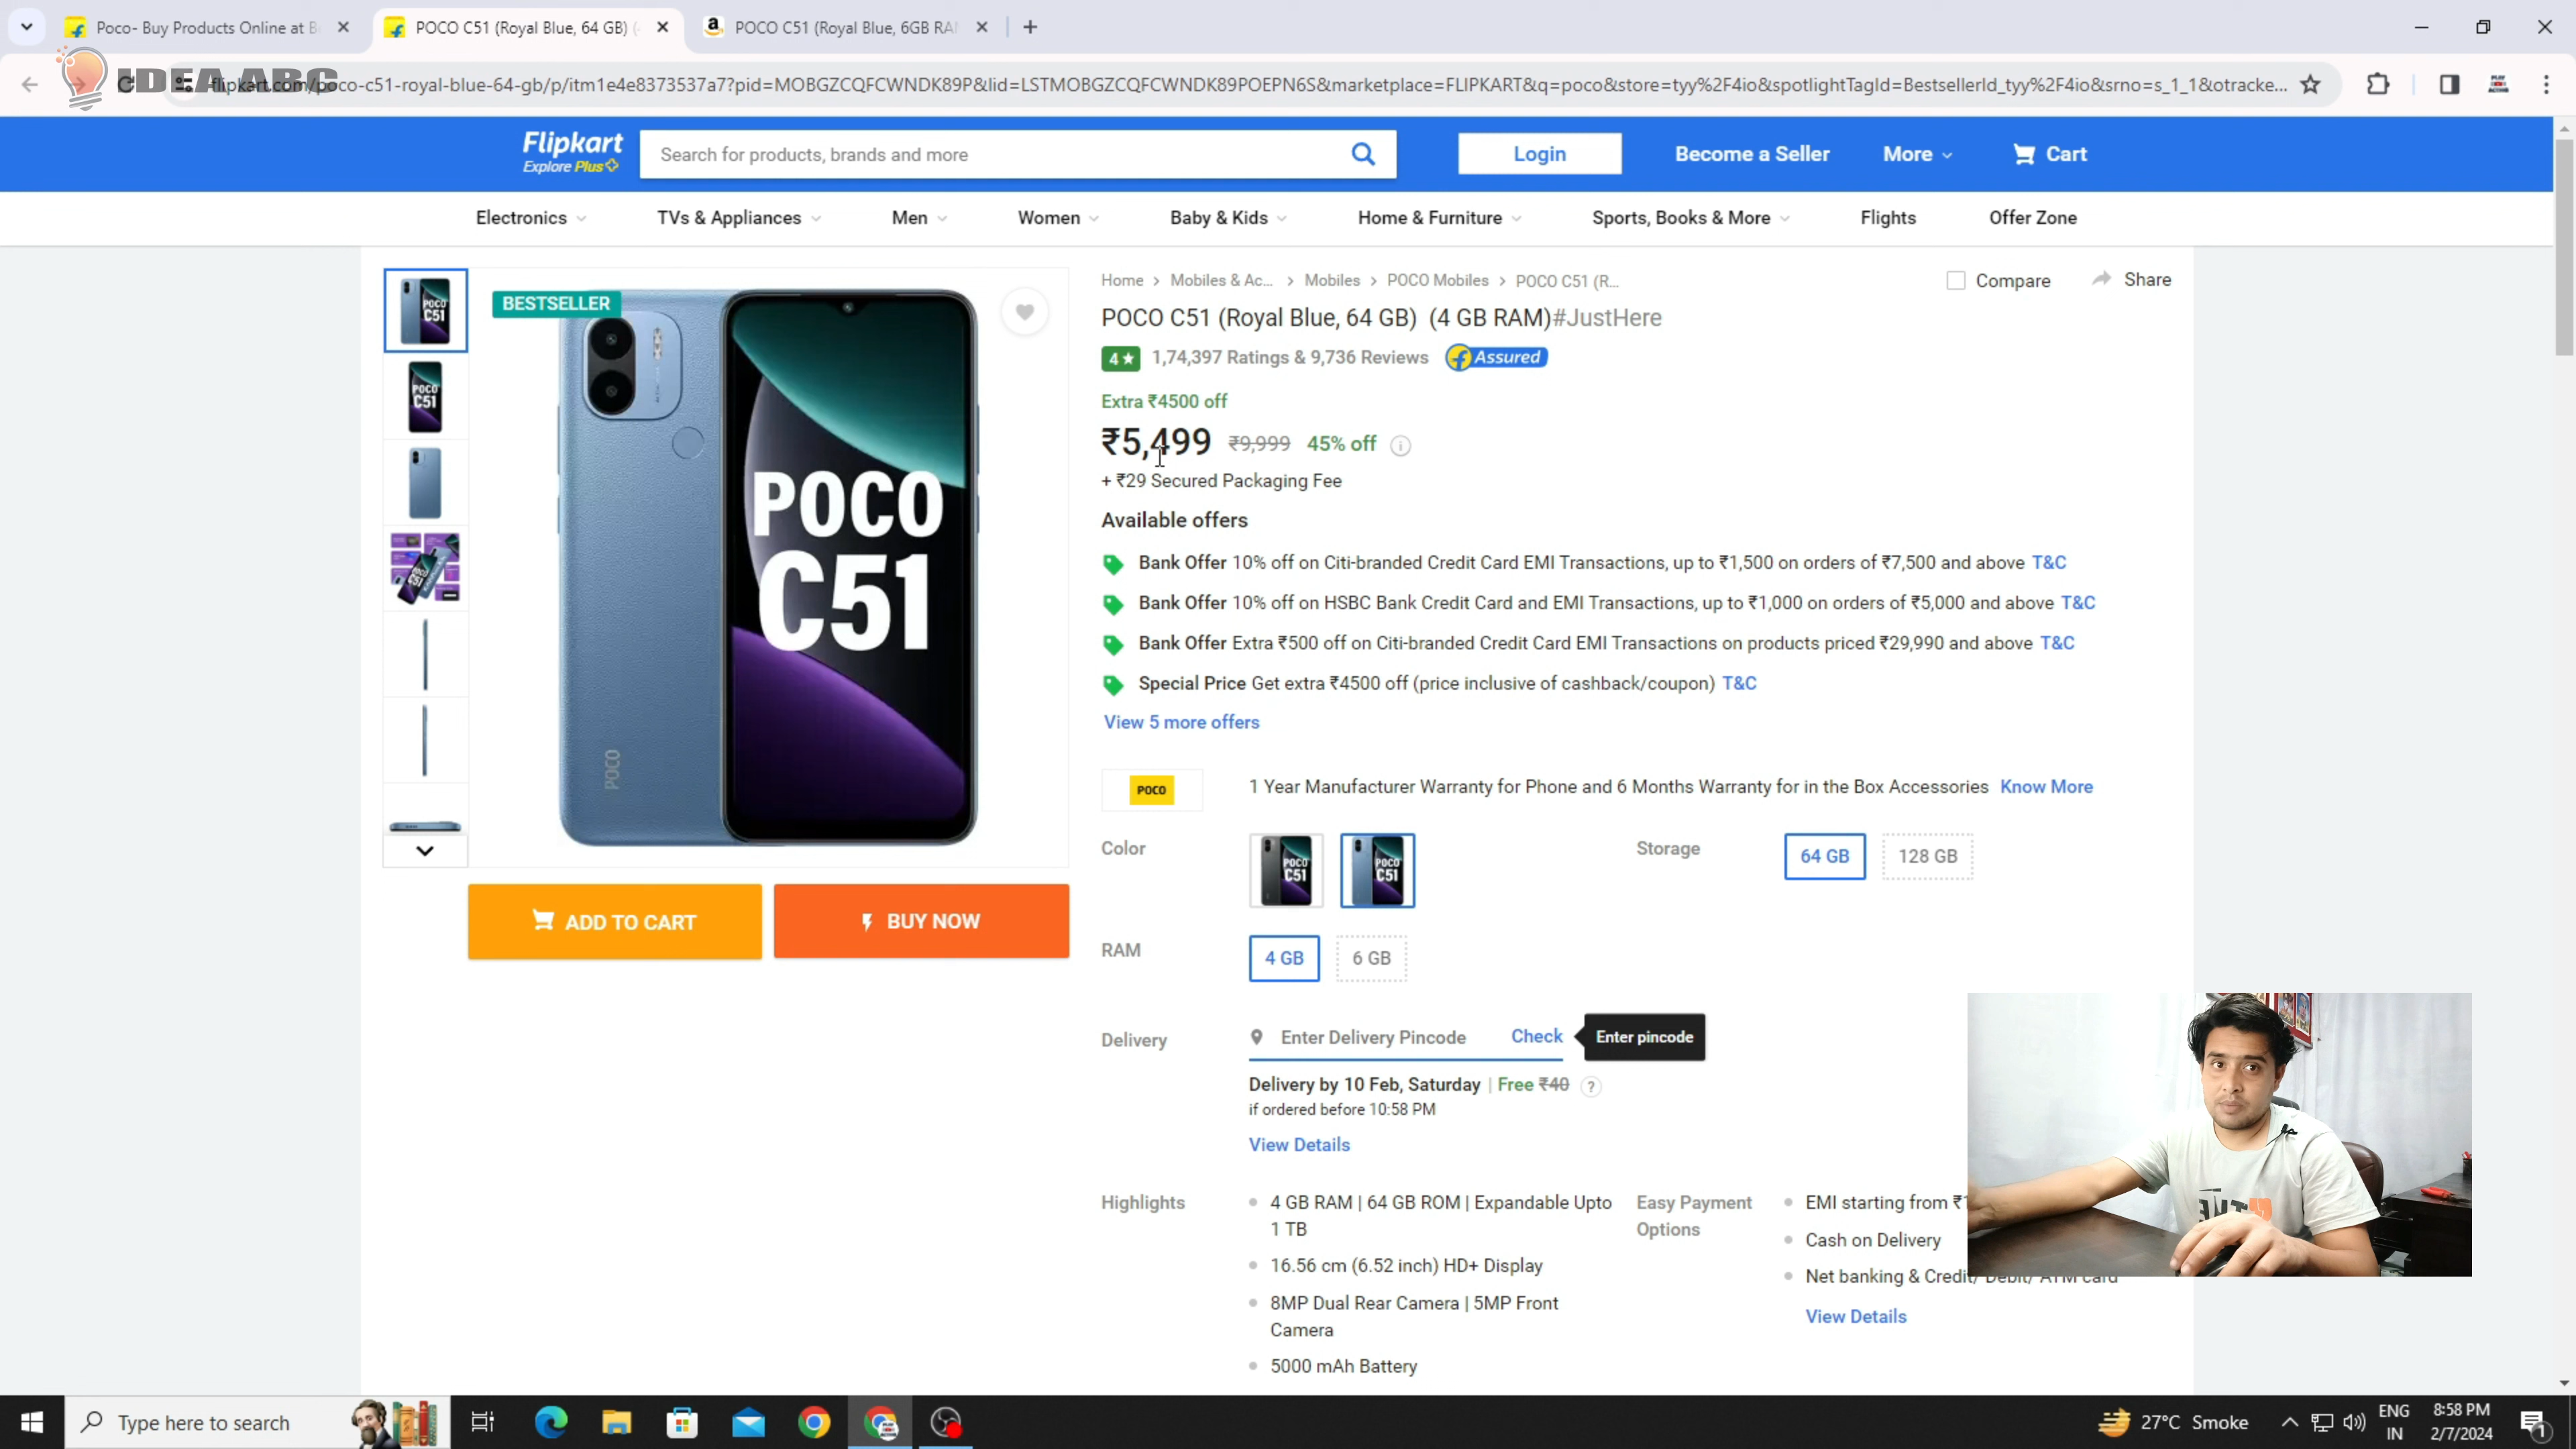 Poco- Buy Products Online at B
POCO C51 (Royal Blue, 64 GB) (
POCO C51 (Royal Blue, 6GB RA
IDEA ABC
flipkart.com/poco-c51-royal-blue-64-gb/p/itm1e4e8373537a7?pid=MOBGZCQFCWNDK89P&lid=LSTMOBGZCQFCWNDK89POEPN6S&marketplace=FLIPKART&q=poco&store=tyy%2F4io&spotlightTagId=BestsellerId_tyy%2F4io&srno=s_1_1&otracke...
Flipkart
Explore Plus
Search for products, brands and more
Login
Become a Seller
More
Cart
Electronics
TVs & Appliances
Men
Women
Baby & Kids
Home & Furniture
Sports, Books & More
Flights
Offer Zone
BESTSELLER
POCO
C51
POCO
Home > Mobiles & Ac... > Mobiles > POCO Mobiles > POCO C51 (R...
Compare
Share
POCO C51 (Royal Blue, 64 GB) (4 GB RAM)#JustHere
4★ 1,74,397 Ratings & 9,736 Reviews Assured
Extra ₹4500 off
₹5,499 ₹9,999 45% off
+ ₹29 Secured Packaging Fee
Available offers
Bank Offer 10% off on Citi-branded Credit Card EMI Transactions, up to ₹1,500 on orders of ₹7,500 and above T&C
Bank Offer 10% off on HSBC Bank Credit Card and EMI Transactions, up to ₹1,000 on orders of ₹5,000 and above T&C
Bank Offer Extra ₹500 off on Citi-branded Credit Card EMI Transactions on products priced ₹29,990 and above T&C
Special Price Get extra ₹4500 off (price inclusive of cashback/coupon) T&C
View 5 more offers
POCO
1 Year Manufacturer Warranty for Phone and 6 Months Warranty for in the Box Accessories Know More
Color
POCO
C51
POCO
C51
Storage
64 GB
128 GB
ADD TO CART
BUY NOW
RAM
4 GB
6 GB
Delivery
Enter Delivery Pincode
Check
Enter pincode
Delivery by 10 Feb, Saturday | Free ₹40 ?
if ordered before 10:58 PM
View Details
Highlights
4 GB RAM | 64 GB ROM | Expandable Upto
1 TB
16.56 cm (6.52 inch) HD+ Display
8MP Dual Rear Camera | 5MP Front
Camera
5000 mAh Battery
Easy Payment
Options
EMI starting from ₹
Cash on Delivery
Net banking & Credit/ Debit/ ATM card
View Details
Type here to search
27°C Smoke
ENG
IN
8:58 PM
2/7/2024
1